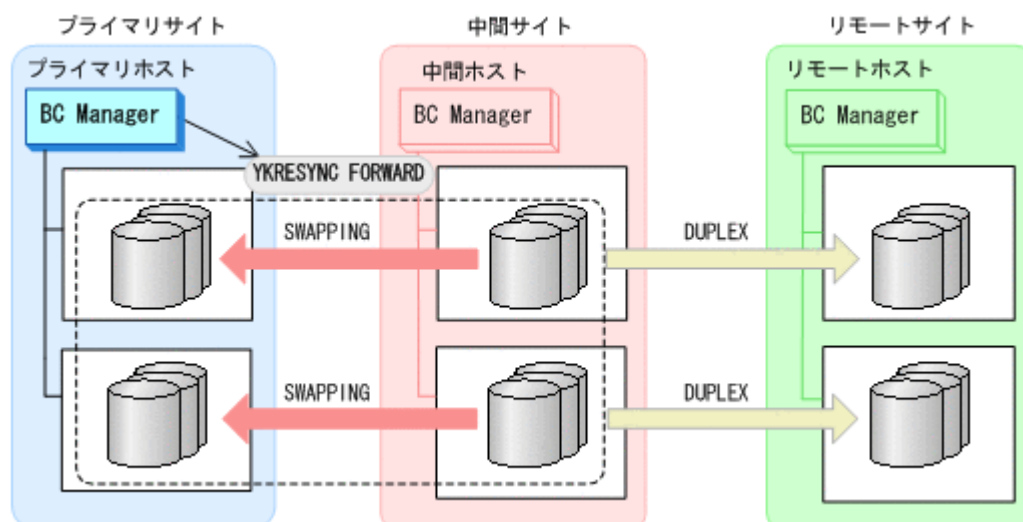 プライマリサイト
中間サイト
リモートサイト
プライマリホスト
中間ホスト
リモートホスト
BC Manager
BC Manager
BC Manager
YKRESYNC FORWARD
SWAPPING
DUPLEX
SWAPPING
DUPLEX